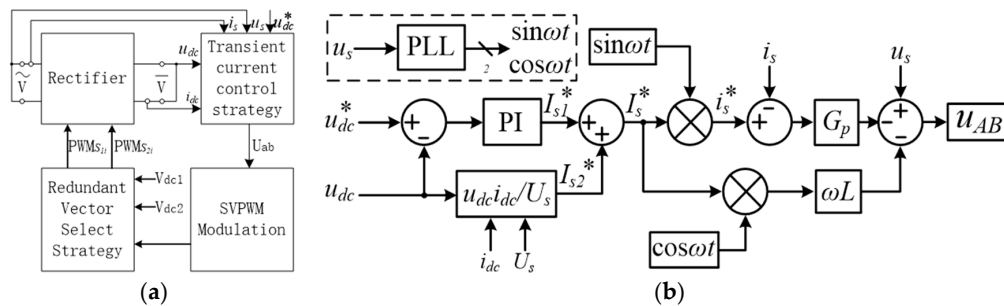 i_s u_s u_dc^*
Rectifier
~V
V̅
u_dc
i_dc
Transient
current
control
strategy
PWMs_1i
PWMs_2i
U_ab
Redundant
Vector
Select
Strategy
V_dc1
V_dc2
SVPWM
Modulation
(a)
u_s
PLL
2
sinωt
cosωt
sinωt
i_s
u_s
u_dc^*
+
-
PI
I_s1^*
+
+
I_s^*
i_s^*
-
+
G_p
-
+
-
u_AB
u_dc
u_dc i_dc/U_s
I_s2^*
ωL
i_dc
U_s
cosωt
(b)